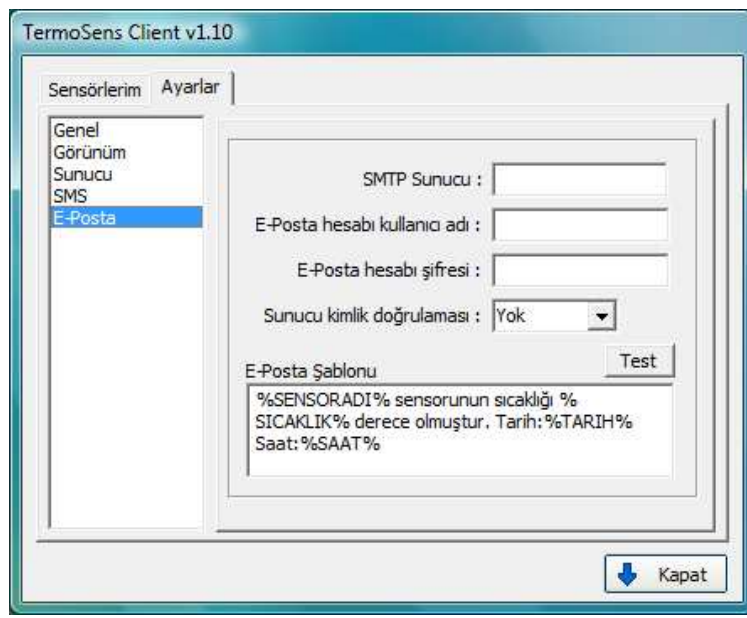 TermoSens Client v1.10
Sensörlerim Ayarlar
Genel
Görünüm
Sunucu
SMS
E-Posta
SMTP Sunucu :
E-Posta hesabı kullanıcı adı :
E-Posta hesabı şifresi :
Sunucu kimlik doğrulaması : Yok
Test
E-Posta Şablonu
%SENSORADI% sensorunun sıcaklığı %
SICAKLIK% derece olmuştur. Tarih:%TARIH%
Saat:%SAAT%
Kapat